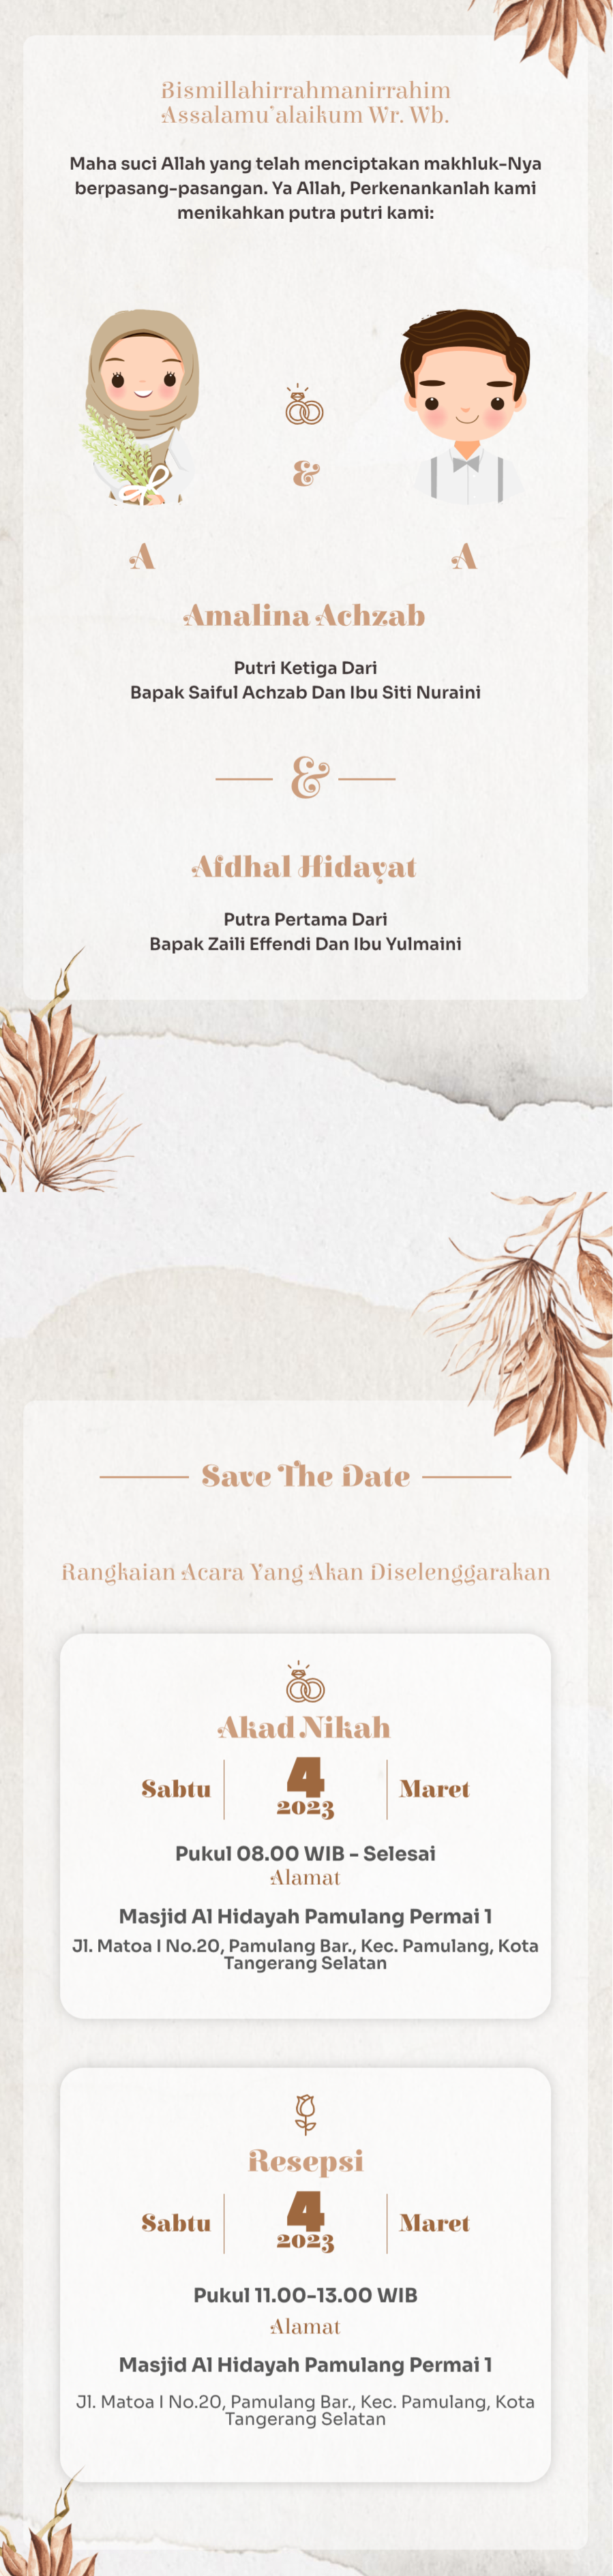 Bismillahirrahmanirrahim
Assalamu'alaikum Wr. Wb.
Maha suci Allah yang telah menciptakan makhluk-Nya
berpasang-pasangan. Ya Allah, Perkenankanlah kami
menikahkan putra putri kami:
&
A
A
Amalina Achzab
Putri Ketiga Dari
Bapak Saiful Achzab Dan Ibu Siti Nuraini
&
Afdhal Hidayat
Putra Pertama Dari
Bapak Zaili Effendi Dan Ibu Yulmaini
Save The Date
Rangkaian Acara Yang Akan Diselenggarakan
Akad Nikah
Sabtu
4
2023
Maret
Pukul 08.00 WIB - Selesai
Alamat
Masjid Al Hidayah Pamulang Permai 1
Jl. Matoa I No.20, Pamulang Bar., Kec. Pamulang, Kota
Tangerang Selatan
Resepsi
Sabtu
4
2023
Maret
Pukul 11.00-13.00 WIB
Alamat
Masjid Al Hidayah Pamulang Permai 1
Jl. Matoa I No.20, Pamulang Bar., Kec. Pamulang, Kota
Tangerang Selatan